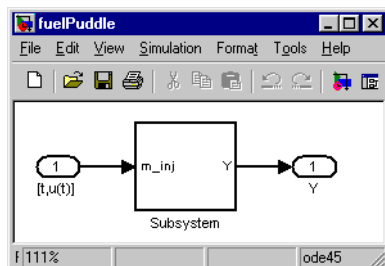 fuelPuddle
File Edit View Simulation Format Tools Help
1 m_inj Y 1
[t,u(t)] Y
Subsystem
F 111% ode45